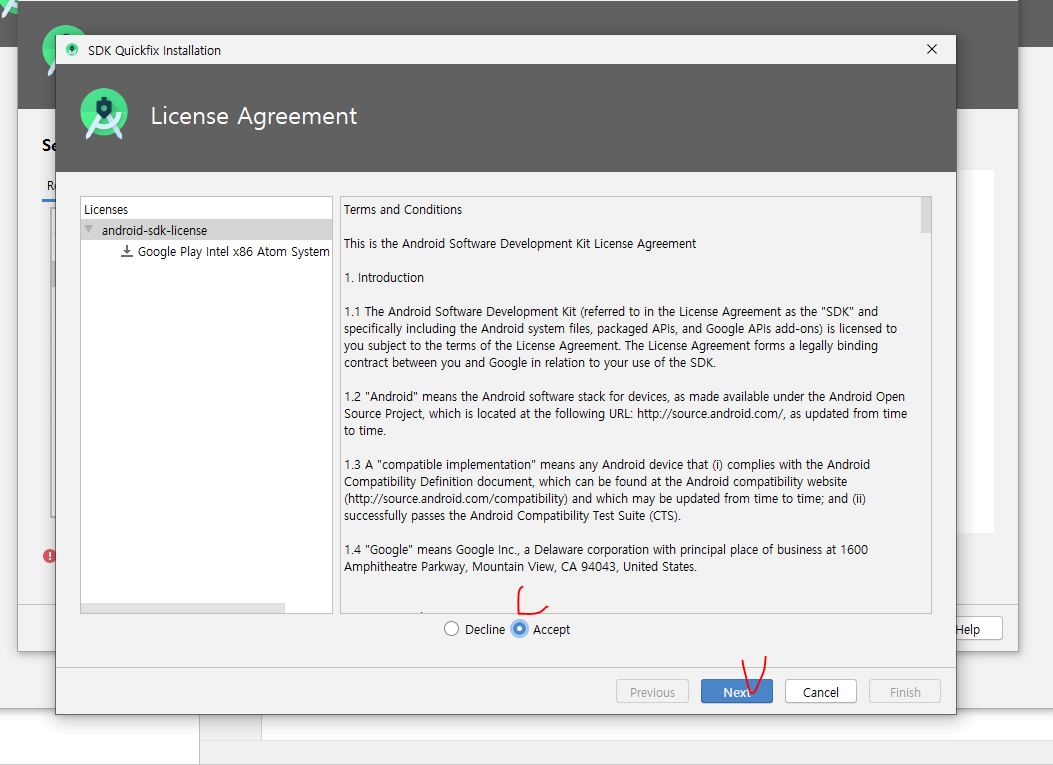 SDK Quickfix Installation
License Agreement
Se
R
Licenses
android-sdk-license
Google Play Intel x86 Atom System
Terms and Conditions
This is the Android Software Development Kit License Agreement
1. Introduction
1.1 The Android Software Development Kit (referred to in the License Agreement as the "SDK" and
specifically including the Android system files, packaged APIs, and Google APIs add-ons) is licensed to
you subject to the terms of the License Agreement. The License Agreement forms a legally binding
contract between you and Google in relation to your use of the SDK.
1.2 "Android" means the Android software stack for devices, as made available under the Android Open
Source Project, which is located at the following URL: http://source.android.com/, as updated from time
to time.
1.3 A "compatible implementation" means any Android device that (i) complies with the Android
Compatibility Definition document, which can be found at the Android compatibility website
(http://source.android.com/compatibility) and which may be updated from time to time; and (ii)
successfully passes the Android Compatibility Test Suite (CTS).
1.4 "Google" means Google Inc., a Delaware corporation with principal place of business at 1600
Amphitheatre Parkway, Mountain View, CA 94043, United States.
Decline Accept
Help
Previous Next Cancel Finish